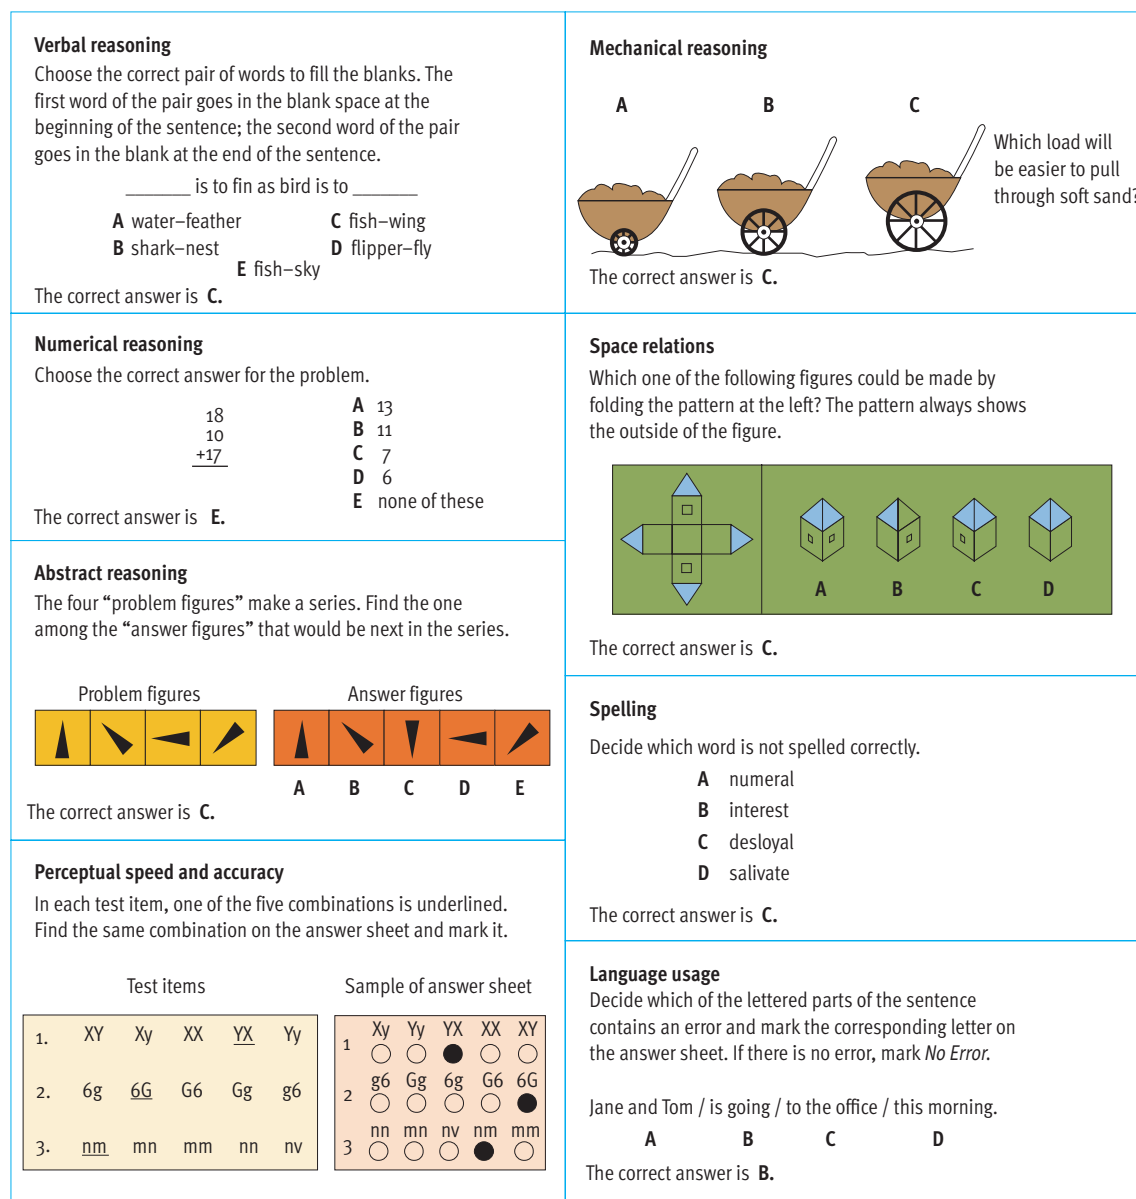 Verbal reasoning
Choose the correct pair of words to fill the blanks. The
first word of the pair goes in the blank space at the
beginning of the sentence; the second word of the pair
goes in the blank at the end of the sentence.
_______ is to fin as bird is to _______
A water–feather C fish–wing
B shark–nest D flipper–fly
E fish–sky
The correct answer is C.
Numerical reasoning
Choose the correct answer for the problem.
18
10
+17
A 13
B 11
C 7
D 6
E none of these
The correct answer is E.
Abstract reasoning
The four “problem figures” make a series. Find the one
among the “answer figures” that would be next in the series.
Problem figures Answer figures
A B C D E
The correct answer is C.
Perceptual speed and accuracy
In each test item, one of the five combinations is underlined.
Find the same combination on the answer sheet and mark it.
Test items
1. XY Xy XX YX Yy
2. 6g 6G G6 Gg g6
3. nm mn mm nn nv
Sample of answer sheet
Xy Yy YX XX XY
1
g6 Gg 6g G6 6G
2
nn mn nv nm mm
3
Mechanical reasoning
A B C
Which load will
be easier to pull
through soft sand?
The correct answer is C.
Space relations
Which one of the following figures could be made by
folding the pattern at the left? The pattern always shows
the outside of the figure.
A B C D
The correct answer is C.
Spelling
Decide which word is not spelled correctly.
A numeral
B interest
C desloyal
D salivate
The correct answer is C.
Language usage
Decide which of the lettered parts of the sentence
contains an error and mark the corresponding letter on
the answer sheet. If there is no error, mark No Error.
Jane and Tom / is going / to the office / this morning.
A B C D
The correct answer is B.